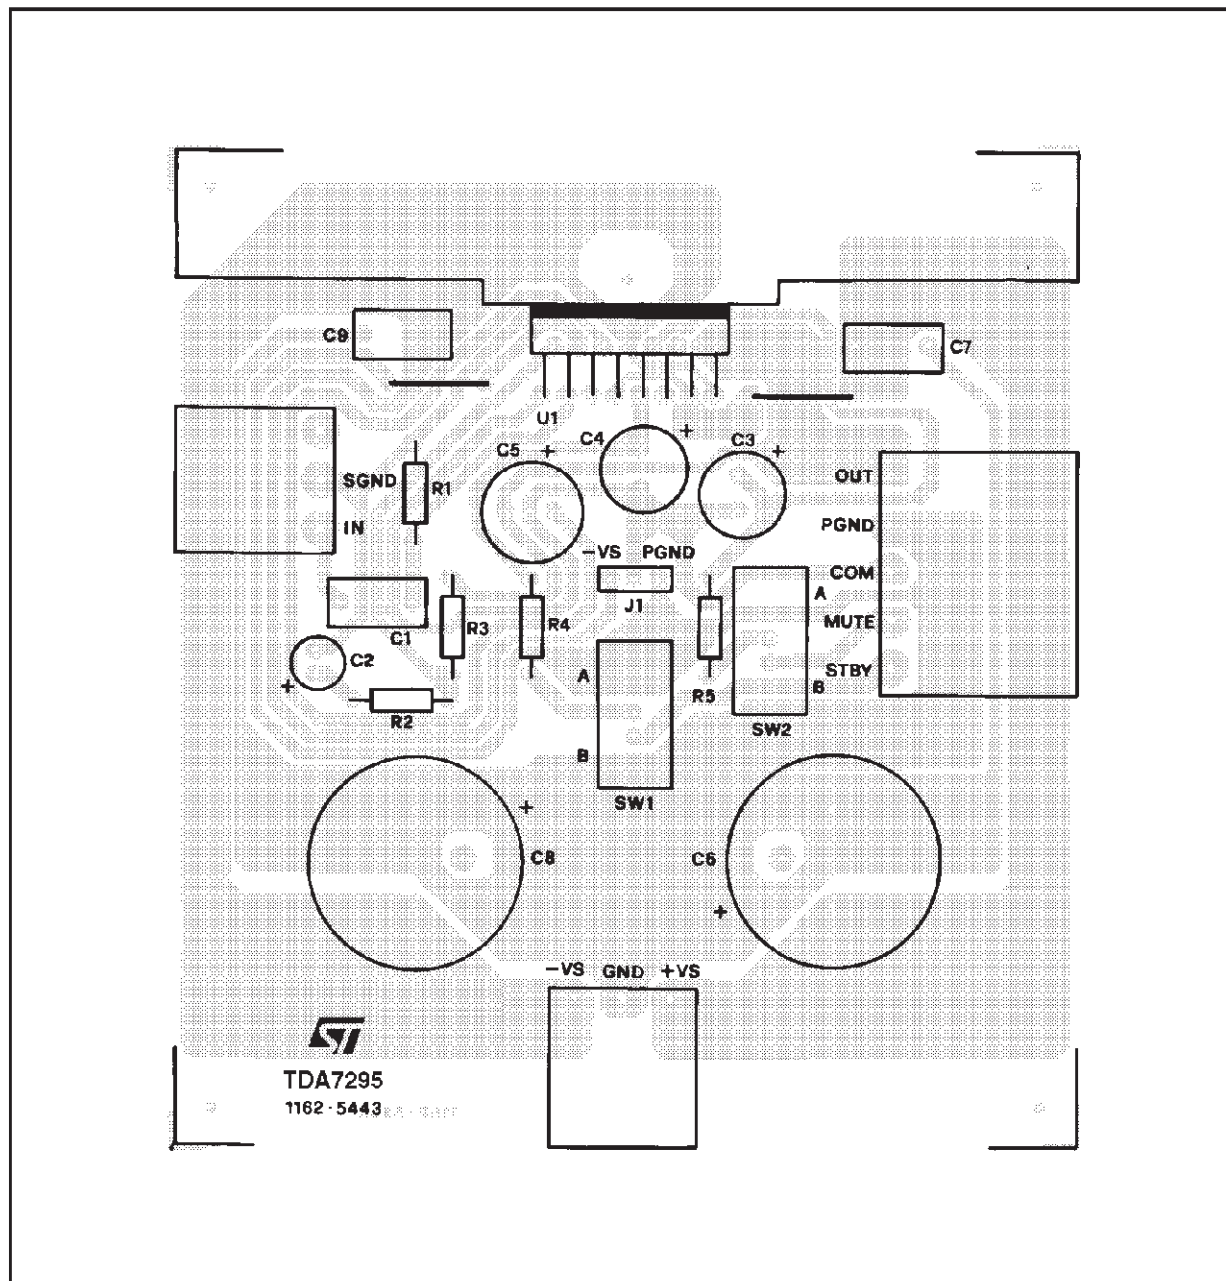 C9
C7
U1
C4 +
C3 +
C5 +
OUT
SGND
R1
IN
PGND
-VS PGND
COM
A
J1
C1
R3
R4
MUTE
C2
+
A
STBY
R5
B
R2
SW2
B
SW1
+
C8
C6
+
-VS GND +VS
ST
TDA7295
1162-5443